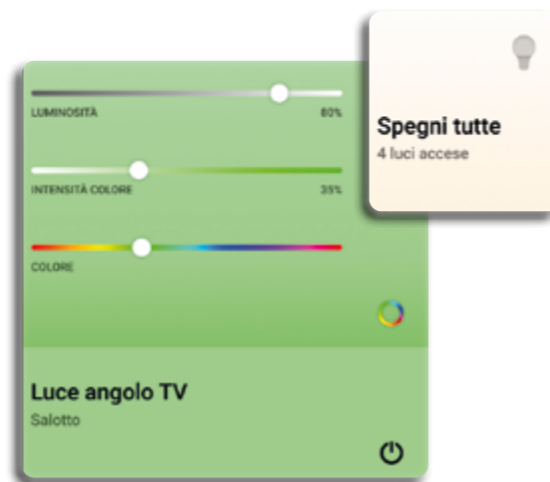 LUMINOSITÀ 80%
INTENSITÀ COLORE 35%
COLORE
Luce angolo TV
Salotto
Spegni tutte
4 luci accese